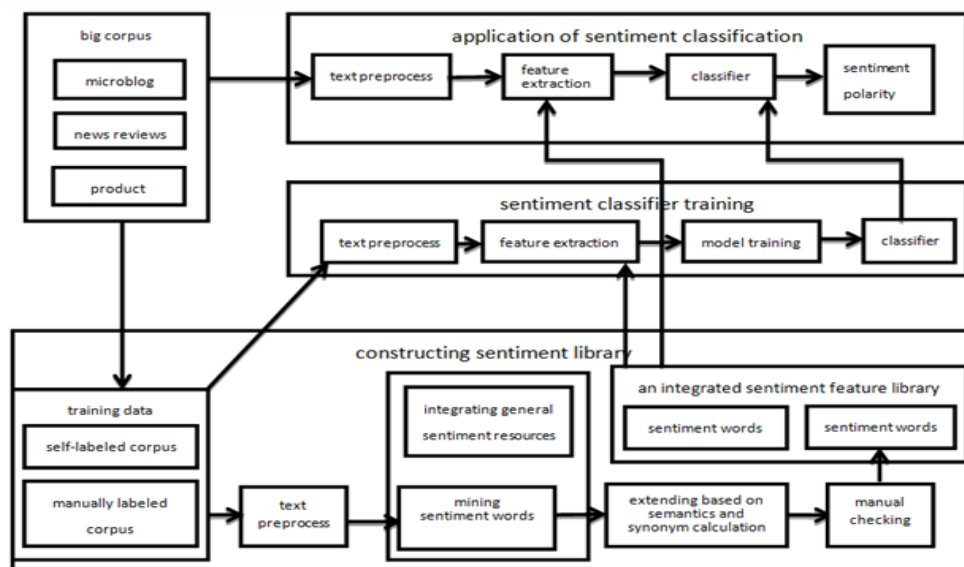 big corpus
microblog
news reviews
product
application of sentiment classification
text preprocess
feature
extraction
classifier
sentiment
polarity
sentiment classifier training
text preprocess
feature extraction
model training
classifier
constructing sentiment library
training data
self-labeled corpus
manually labeled
corpus
text
preprocess
integrating general
sentiment resources
mining
sentiment words
extending based on
semantics and
synonym calculation
manual
checking
an integrated sentiment feature library
sentiment words
sentiment words